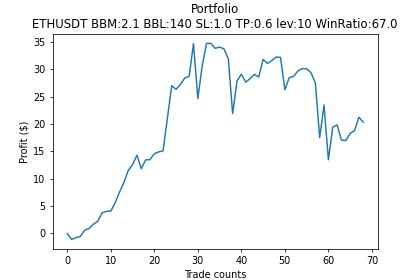 Portfolio
ETHUSDT BBM:2.1 BBL:140 SL:1.0 TP:0.6 lev:10 WinRatio:67.0
35
30
25
20
15
10
5
0
Profit ($)
0 10 20 30 40 50 60 70
Trade counts